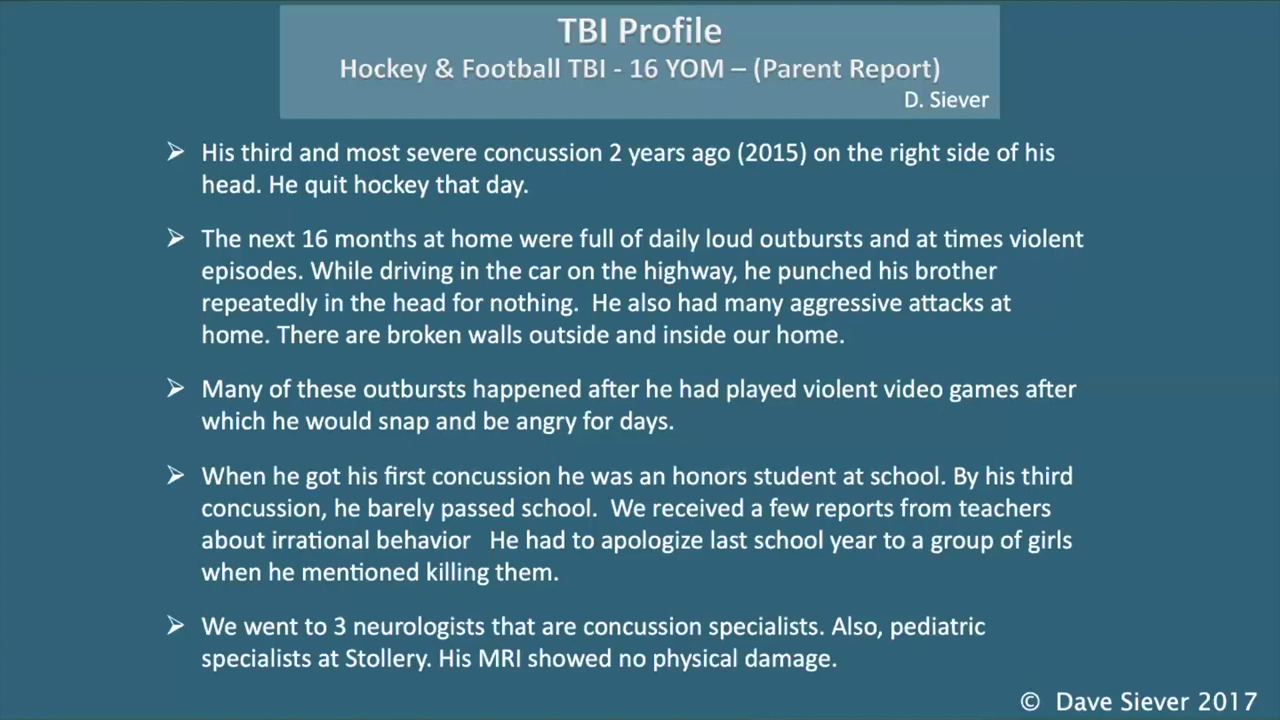 TBI Profile
Hockey & Football TBI - 16 YOM – (Parent Report)
D. Siever
➢ His third and most severe concussion 2 years ago (2015) on the right side of his
head. He quit hockey that day.
➢ The next 16 months at home were full of daily loud outbursts and at times violent
episodes. While driving in the car on the highway, he punched his brother
repeatedly in the head for nothing.  He also had many aggressive attacks at
home. There are broken walls outside and inside our home.
➢ Many of these outbursts happened after he had played violent video games after
which he would snap and be angry for days.
➢ When he got his first concussion he was an honors student at school. By his third
concussion, he barely passed school.  We received a few reports from teachers
about irrational behavior   He had to apologize last school year to a group of girls
when he mentioned killing them.
➢ We went to 3 neurologists that are concussion specialists. Also, pediatric
specialists at Stollery. His MRI showed no physical damage.
© Dave Siever 2017